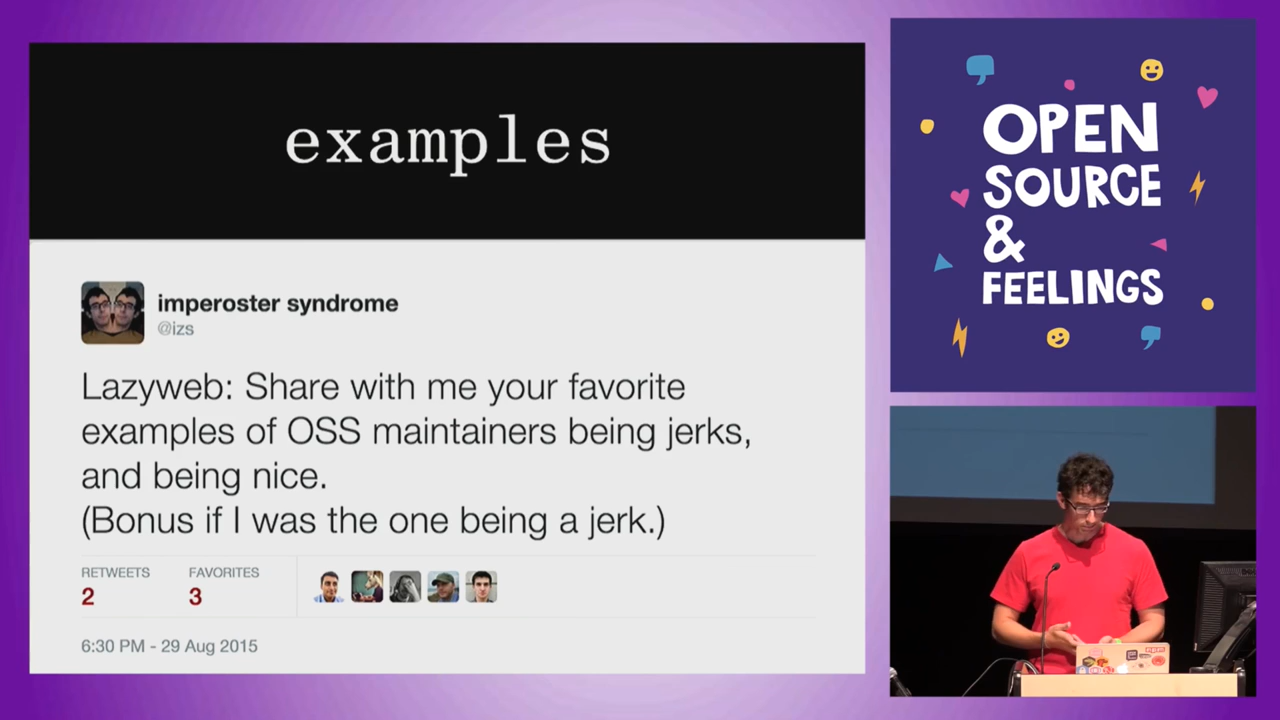 examples
imperoster syndrome
@izs
Lazyweb: Share with me your favorite
examples of OSS maintainers being jerks,
and being nice.
(Bonus if I was the one being a jerk.)
RETWEETS FAVORITES
2 3
6:30 PM - 29 Aug 2015
OPEN
SOURCE
&
FEELINGS